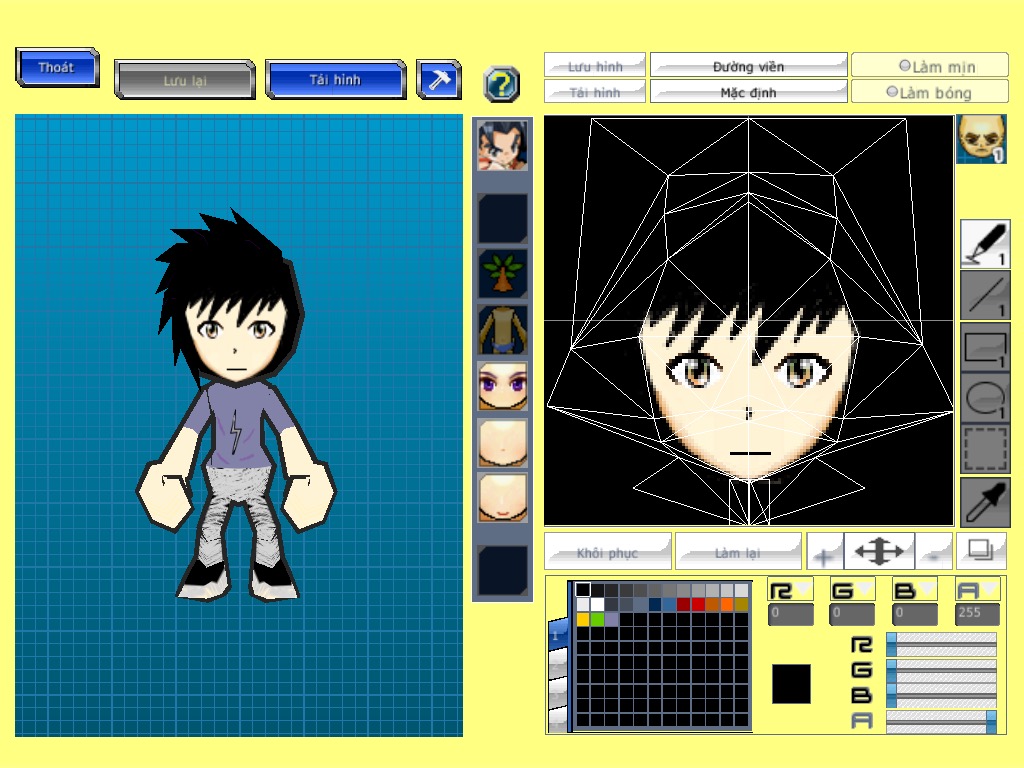 Thoát
Lưu lại
Tải hình
?
Lưu hình
Đường viền
Làm mịn
Tải hình
Mặc định
Làm bóng
1
1
1
1
1
Khôi phục
Làm lại
+
-
R
G
B
A
0
0
0
255
1
R
G
B
A